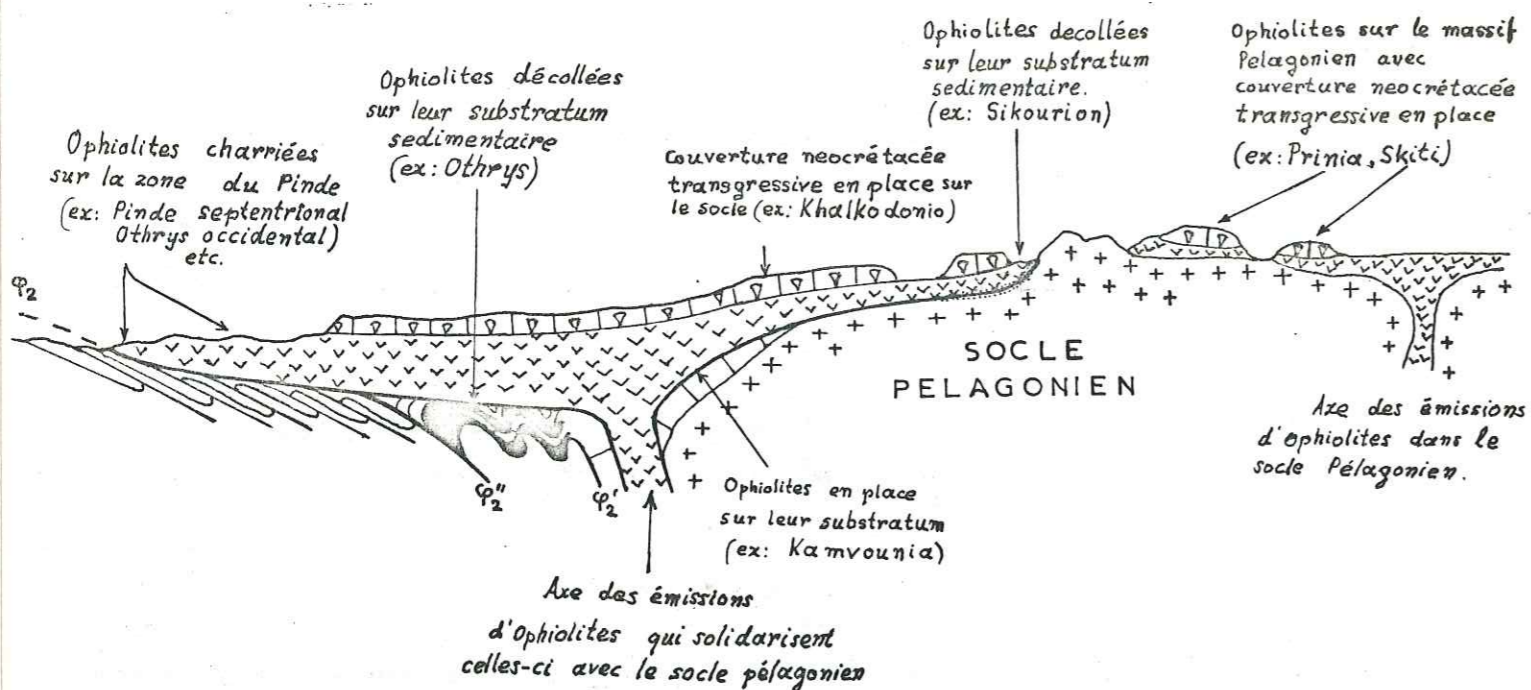 Ophiolites charriées
sur la zone du Pinde
(ex: Pinde septentrional
Othrys occidental)
etc.
Ophiolites décollées
sur leur substratum
sedimentaire
(ex: Othrys)
Couverture neocrétacée
transgressive en place sur
le socle (ex: Khalkodonio)
Ophiolites decollées
sur leur substratum
sedimentaire.
(ex: Sikourion)
Ophiolites sur le massif
Pelagonien avec
couverture neocrétacée
transgressive en place
(ex: Prinia, Skiti)
φ2
SOCLE
PELAGONIEN
φ2''
φ2'
Ophiolites en place
sur leur substratum
(ex: Kamvounia)
Axe des émissions
d'Ophiolites dans le
socle Pélagonien.
Axe des émissions
d'Ophiolites qui solidarisent
celles-ci avec le socle pélagonien